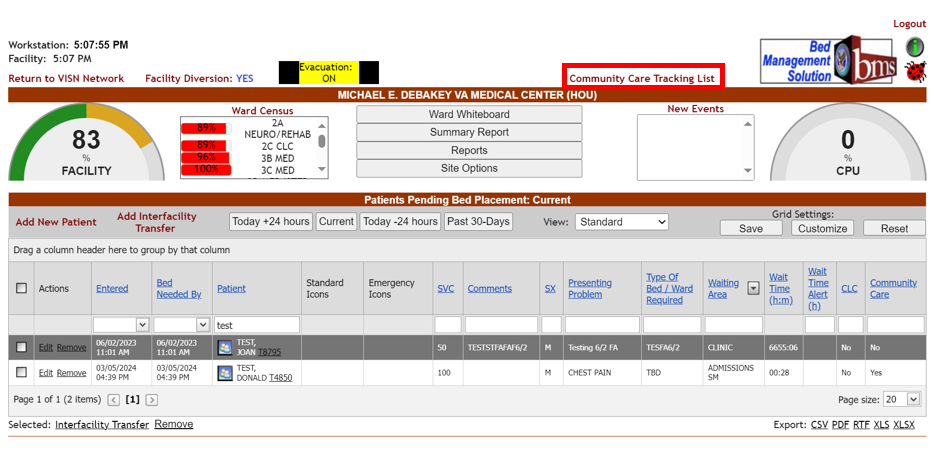 Logout
Workstation: 5:07:55 PM
Facility: 5:07 PM
Return to VISN Network Facility Diversion: YES
Evacuation:
ON
Community Care Tracking List
Bed
Management
Solution
bms
MICHAEL E. DEBAKEY VA MEDICAL CENTER (HOU)
83
%
FACILITY
Ward Census
89% 2A
NEURO/REHAB
89% 2C CLC
96% 3B MED
100% 3C MED
Ward Whiteboard
Summary Report
Reports
Site Options
New Events
0
%
CPU
Patients Pending Bed Placement: Current
Add New Patient Add Interfacility
Transfer
Today +24 hours Current Today -24 hours Past 30-Days
View: Standard
Grid Settings:
Save Customize Reset
Drag a column header here to group by that column
Actions Entered Bed
Needed By Patient Standard
Icons Emergency
Icons SVC Comments SX Presenting
Problem Type Of
Bed / Ward
Required Waiting
Area Wait
Time
(h:m) Wait
Time
Alert
(h) CLC Community
Care
test
Edit Remove 06/02/2023
11:01 AM 06/02/2023
11:01 AM TEST,
JOAN T8795 50 TESTSTFAFAF6/2 M Testing 6/2 FA TESFA6/2 CLINIC 6655:06 No No
Edit Remove 03/05/2024
04:39 PM 03/05/2024
04:39 PM TEST,
DONALD T4850 100 M CHEST PAIN TBD ADMISSIONS
SM 00:28 No Yes
Page 1 of 1 (2 items) < [1] > Page size: 20
Selected: Interfacility Transfer Remove Export: CSV PDF RTF XLS XLSX